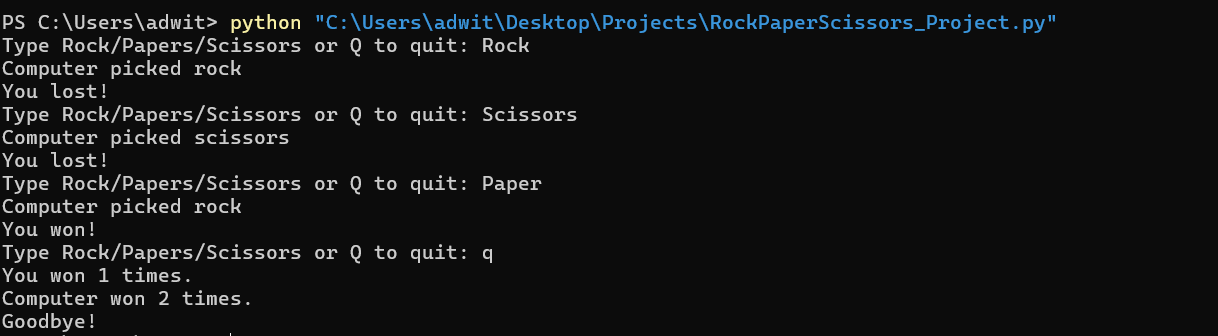 PS C:\Users\adwit> python "C:\Users\adwit\Desktop\Projects\RockPaperScissors_Project.py"
Type Rock/Papers/Scissors or Q to quit: Rock
Computer picked rock
You lost!
Type Rock/Papers/Scissors or Q to quit: Scissors
Computer picked scissors
You lost!
Type Rock/Papers/Scissors or Q to quit: Paper
Computer picked rock
You won!
Type Rock/Papers/Scissors or Q to quit: q
You won 1 times.
Computer won 2 times.
Goodbye!